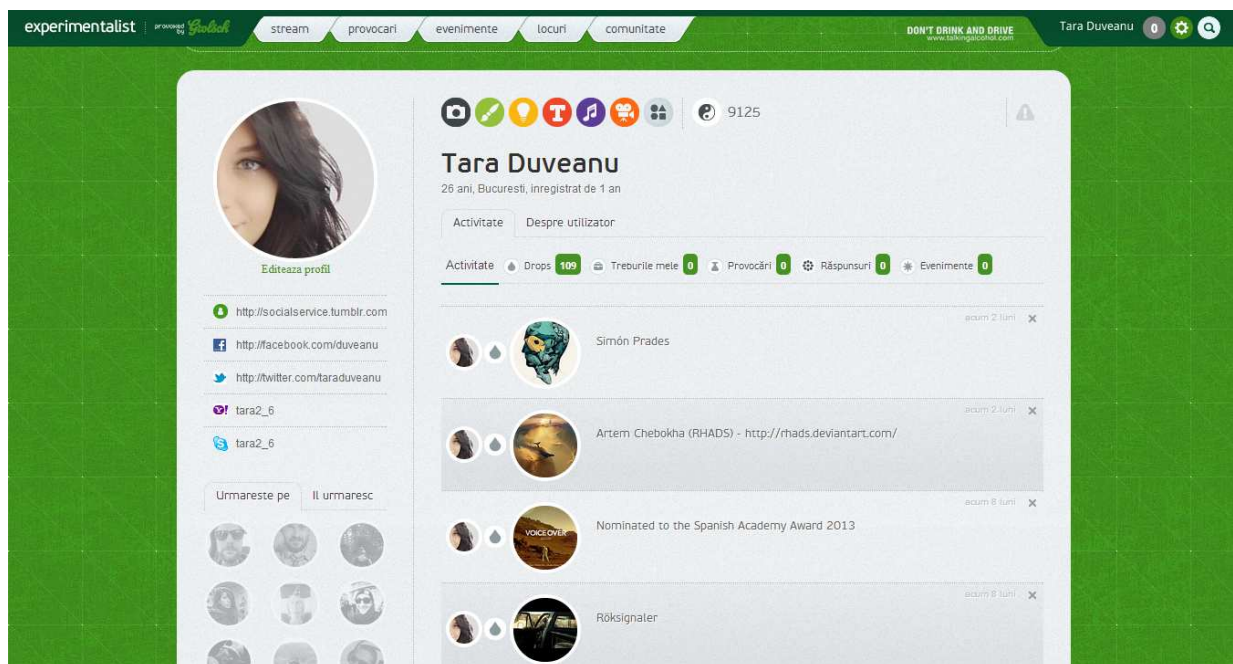 experimentalist
provoked by Grolsch
stream
provocari
evenimente
locuri
comunitate
DON'T DRINK AND DRIVE
www.talkingalcohol.com
Tara Duveanu
0
9125
Tara Duveanu
26 ani, Bucuresti, inregistrat de 1 an
Activitate
Despre utilizator
Editeaza profil
Activitate
Drops 109
Treburile mele 0
Provocări 0
Răspunsuri 0
Evenimente 0
http://socialservice.tumblr.com
http://facebook.com/duveanu
http://twitter.com/taraduveanu
tara2_6
tara2_6
Urmareste pe
Il urmaresc
acum 2 luni
Simón Prades
acum 2 luni
Artem Chebokha (RHADS) - http://rhads.deviantart.com/
acum 8 luni
Nominated to the Spanish Academy Award 2013
VOICE OVER
acum 8 luni
Röksignaler